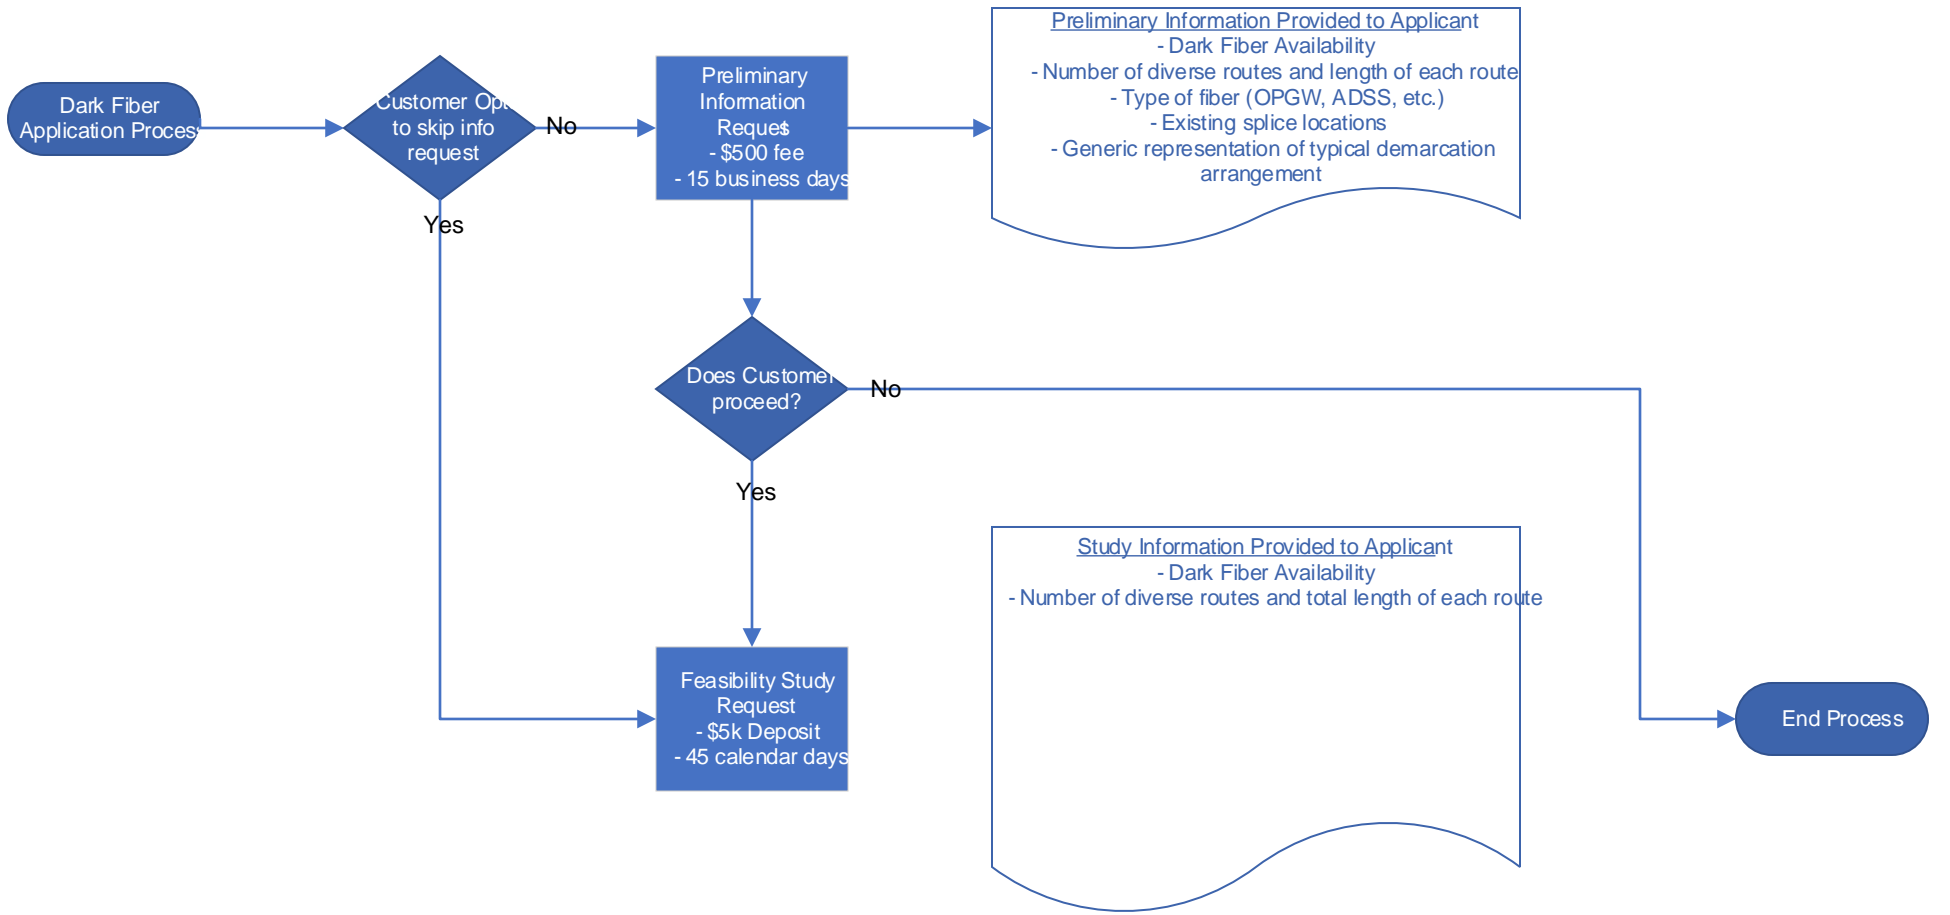 Dark Fiber
Application Process
Customer Opt
to skip info
request
No
Yes
Preliminary
Information
Request
- $500 fee
- 15 business days
Preliminary Information Provided to Applicant
- Dark Fiber Availability
- Number of diverse routes and length of each route
- Type of fiber (OPGW, ADSS, etc.)
- Existing splice locations
- Generic representation of typical demarcation
arrangement
Does Customer
proceed?
No
Yes
Study Information Provided to Applicant
- Dark Fiber Availability
- Number of diverse routes and total length of each route
Feasibility Study
Request
- $5k Deposit
- 45 calendar days
End Process